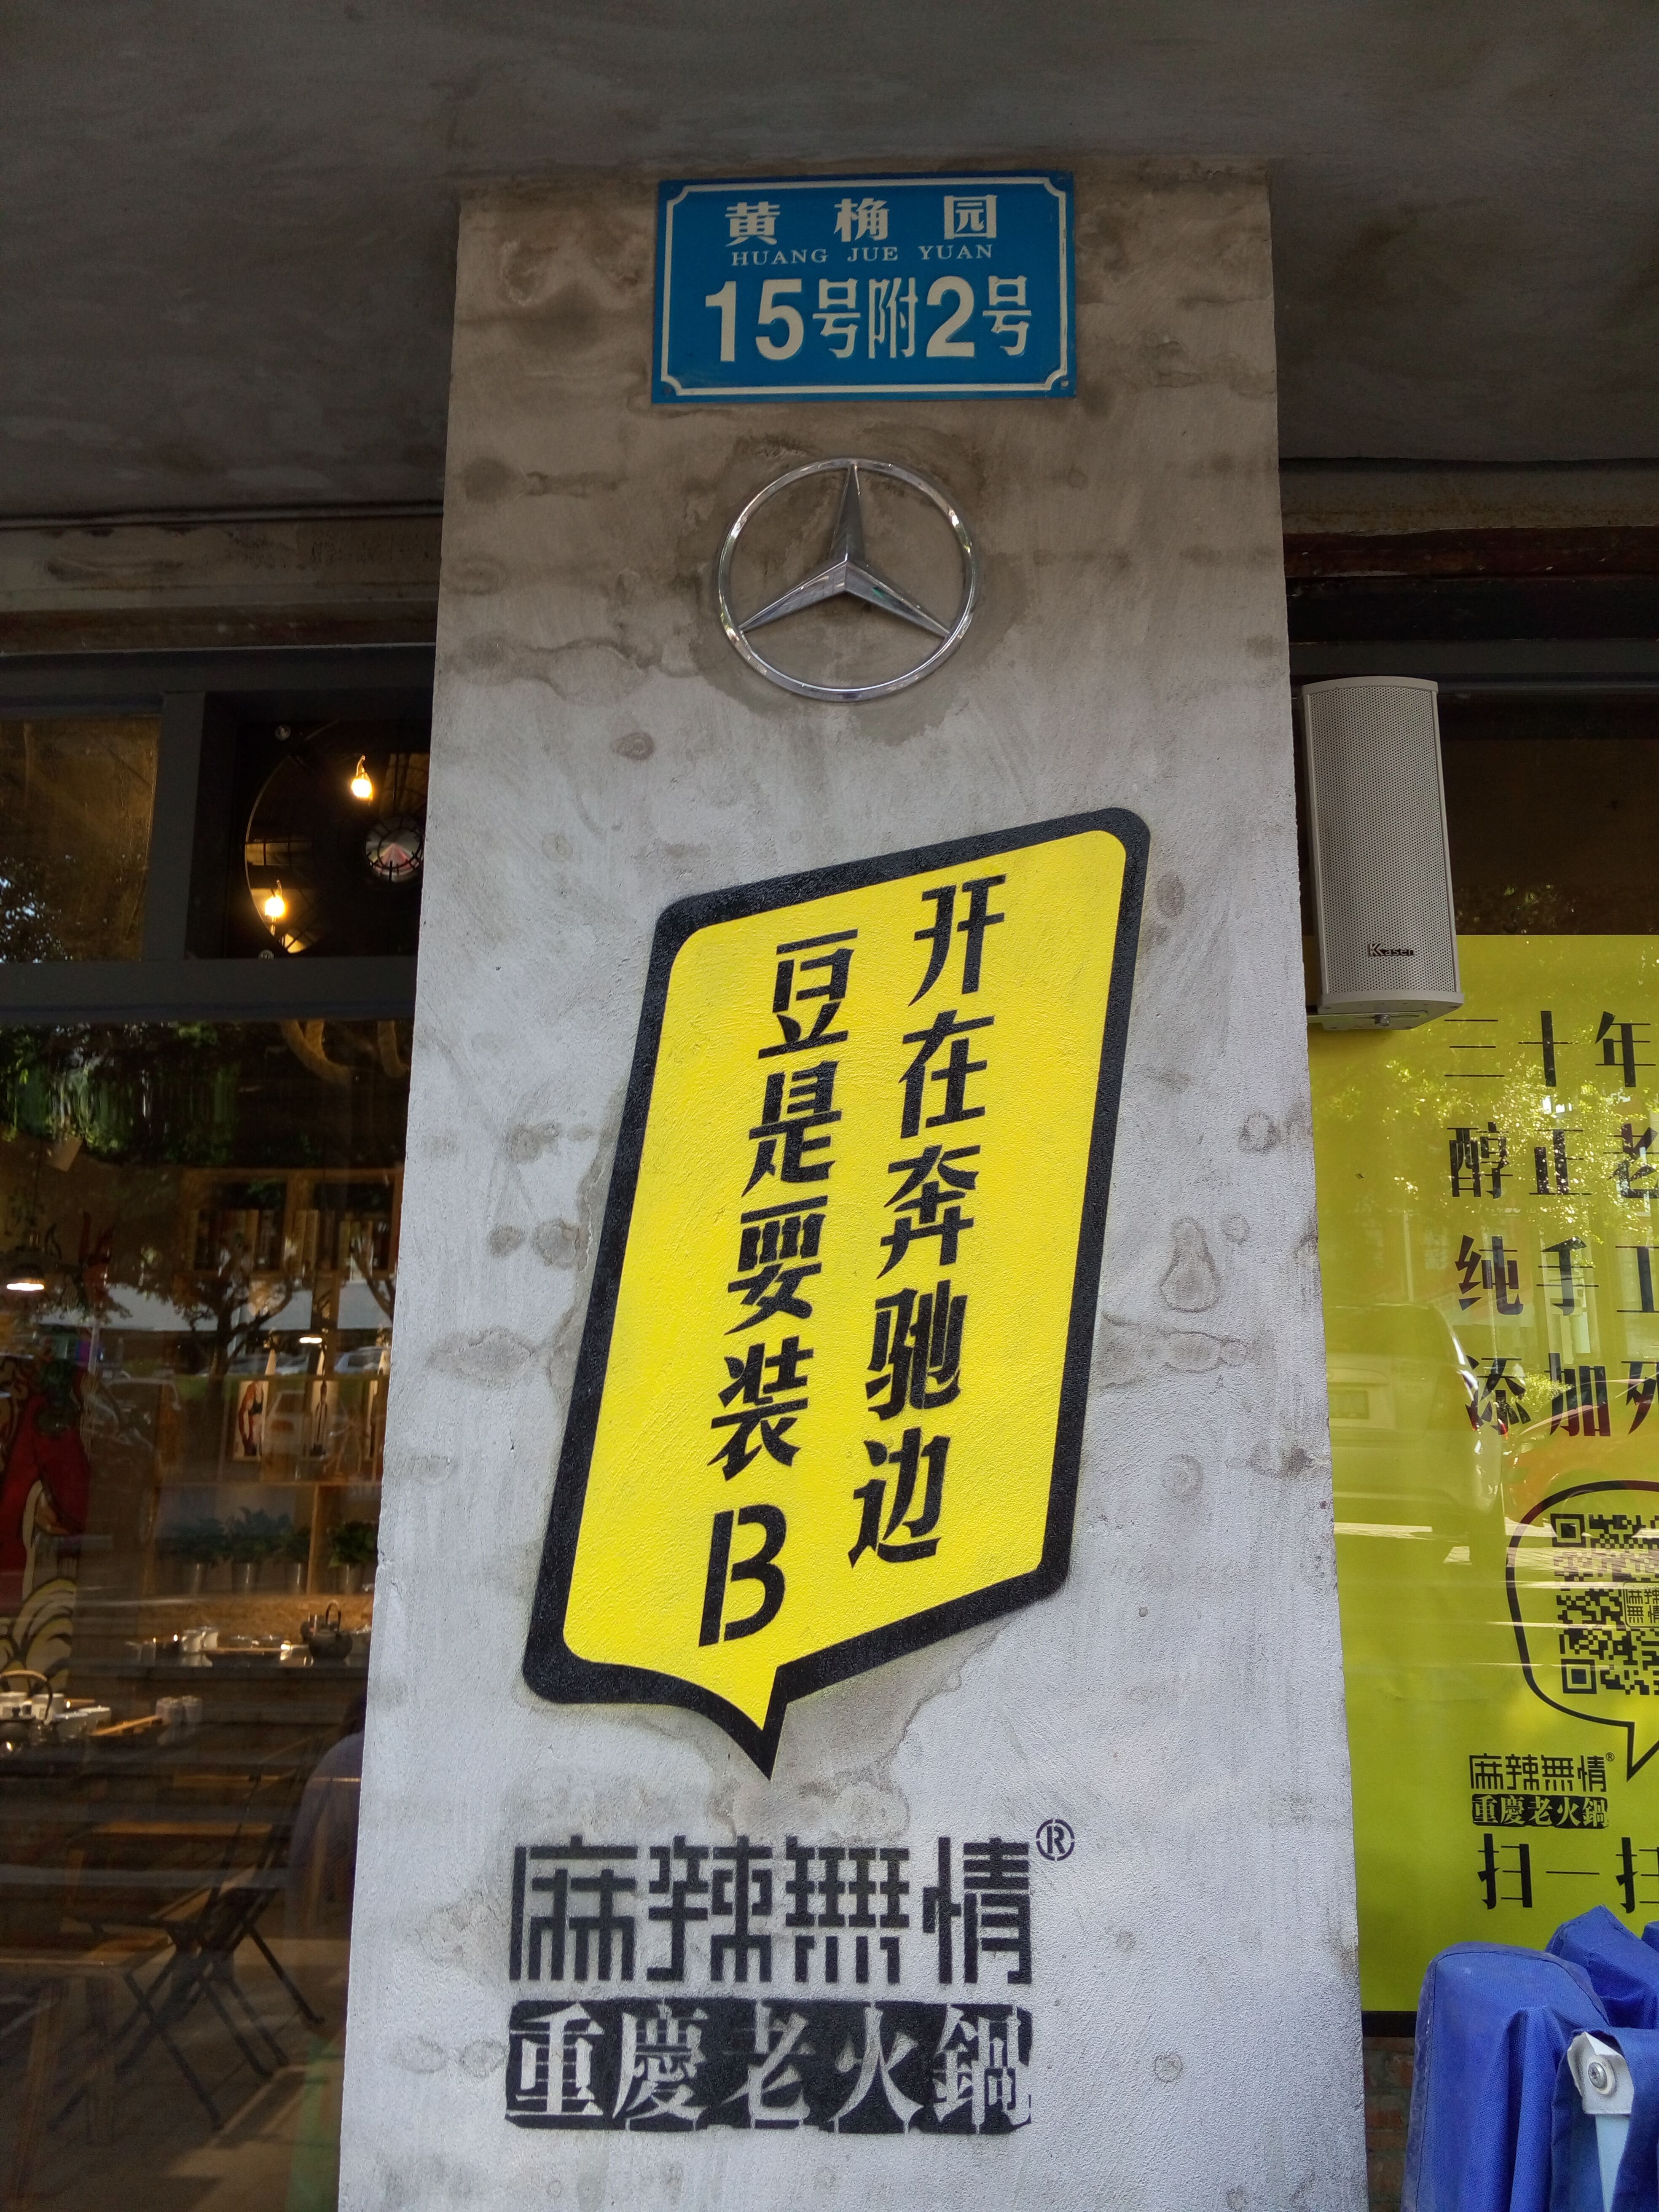 黄桷园
HUANG JUE YUAN
15号附2号
开在奔驰边
豆是要装B
麻辣無情®
重慶老火鍋
Kaser
三十年
醇正老
纯手工
添加
麻辣無情®
重慶老火鍋
扫一扫